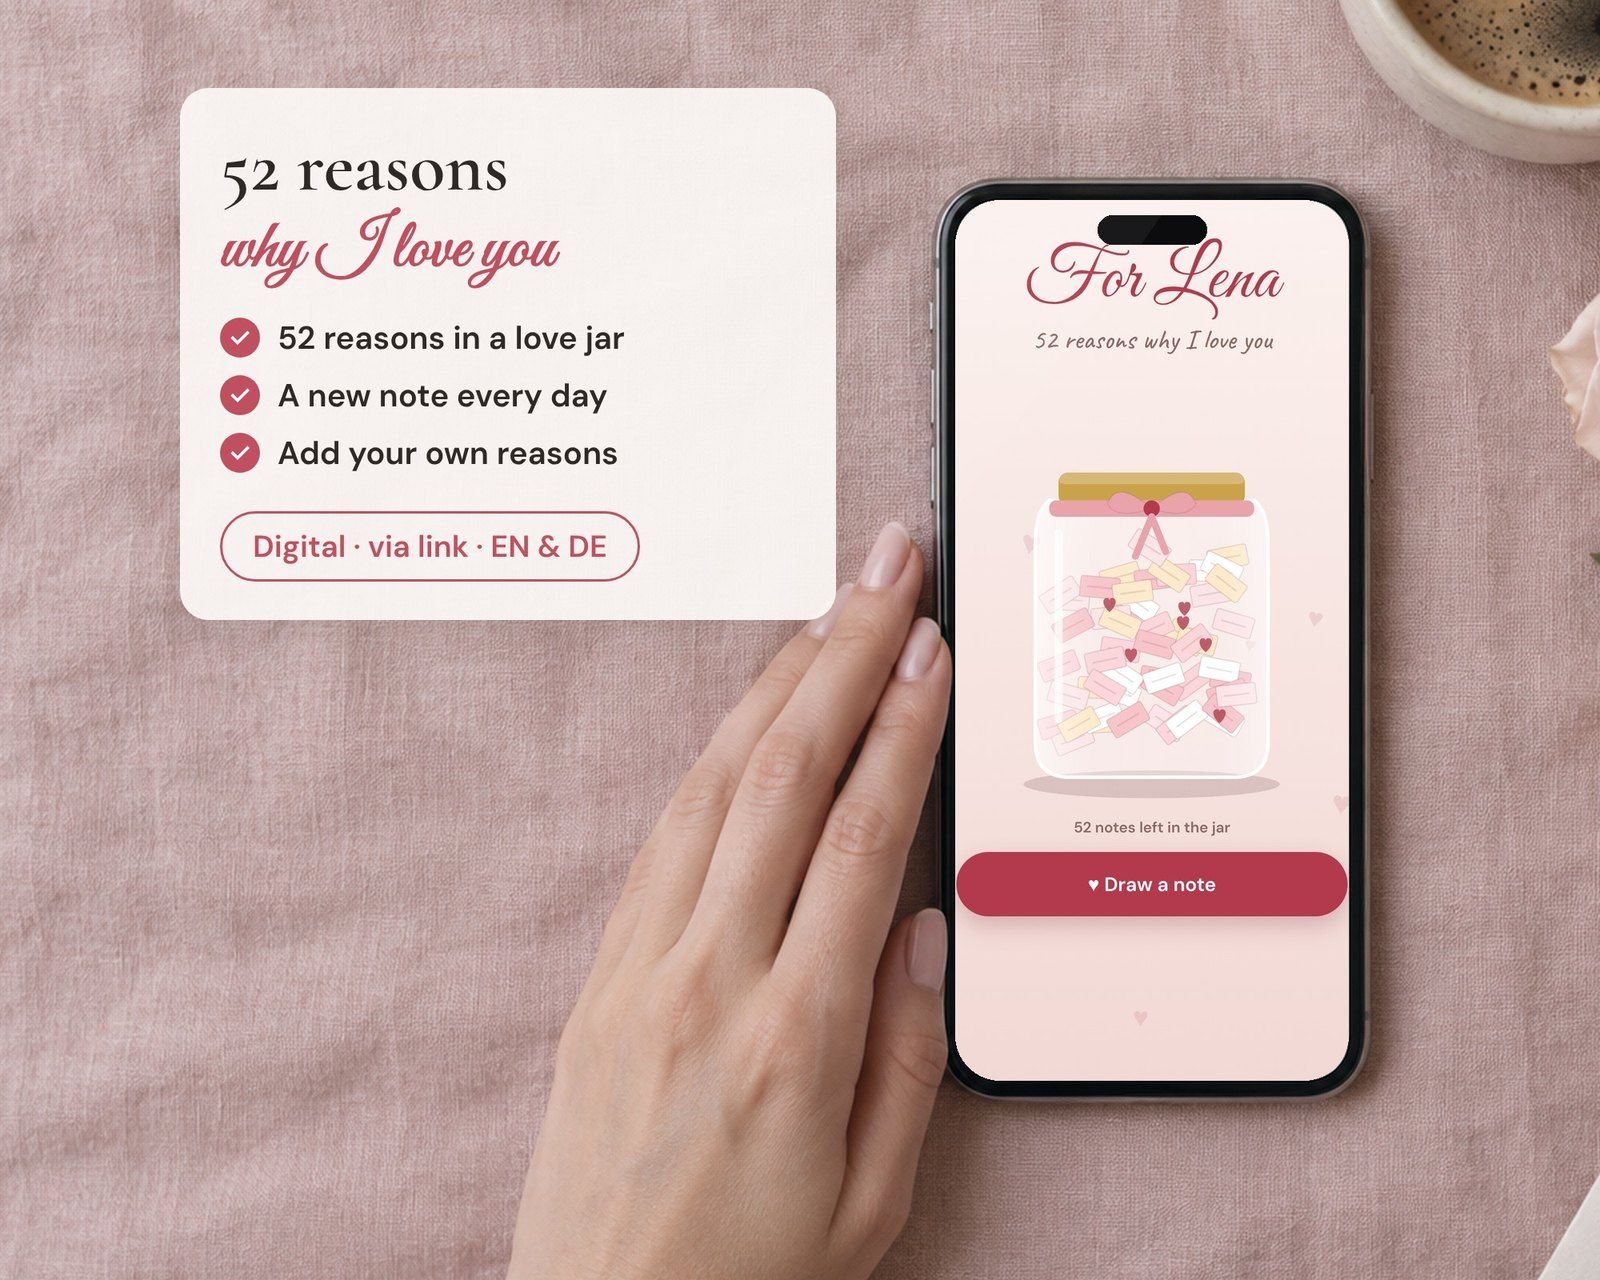 52 reasons
why I love you
52 reasons in a love jar
A new note every day
Add your own reasons
Digital · via link · EN & DE
For Lena
52 reasons why I love you
52 notes left in the jar
♥ Draw a note